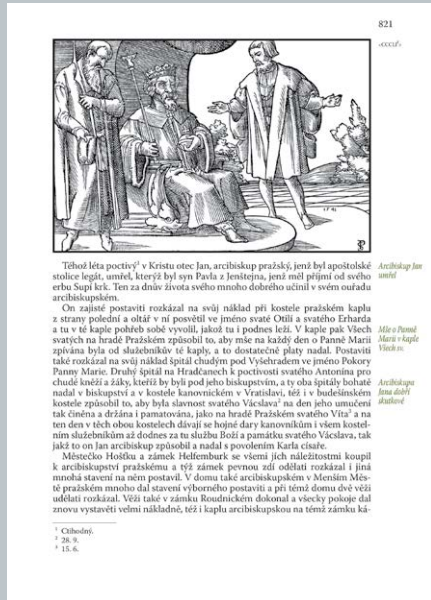 821
Téhož léta poctivý¹ v Kristu otec Jan, arcibiskup pražský, jenž byl apoštolské
stolice legát, umřel, kterýž byl syn Pavla z Jenštejna, jenž měl příjmí od svého
erbu Supí krk. Ten za dnův života svého mnoho dobrého učinil v svém ouřadu
arcibiskupském.
Arcibiskup Jan
umřel
On zajisté postaviti rozkázal na svůj náklad při kostele pražském kaplu
z strany polední a oltář v ní posvětil ve jméno svaté Otilí a svatého Erharda
a tu v té kaple pohřeb sobě vyvolil, jakož tu i podnes leží. V kaple pak Všech
svatých na hradě Pražském způsobil to, aby mše na každý den o Panně Marii
zpívána byla od služebníkův té kaply, a to dostatečně platy nadal. Postaviti
také rozkázal na svůj náklad špitál chudým pod Vyšehradem ve jméno Pokory
Panny Marie. Druhý špitál na Hradčanech k poctivosti svatého Antonína pro
chudé kněží a žáky, kteříž by byli pod jeho biskupstvím, a ty oba špitály bohatě
nadal v biskupství a v kostele kanovnickém v Vratislavi, též i v budešínském
kostele způsobil to, aby byla slavnost svatého Václava² na den jeho umučení
tak činěna a držána i pamatována, jako na hradě Pražském svatého Víta³ a na
ten den v těch obou kostelech dávají se hojné dary kanovníkům i všem kostel-
ním služebníkům až dodnes za tu službu Boží a památku svatého Václava, tak
jakž to on Jan arcibiskup způsobil a nadal s povolením Karla císaře.
Mše o Panně
Marii v kaple
Všech sv.
Arcibiskupa
Jana dobří
skutkové
Městečko Hošťku a zámek Helfemburk se všemi jich náležitostmi koupil
k arcibiskupství pražskému a týž zámek pevnou zdí oděliti rozkázal i jiná
mnohá stavení na něm postavil. V domu také arcibiskupském v Menším Měs-
tě pražském mnoho dal stavení výborného postaviti a při témž domu dvě věži
udělati rozkázal. Věži také v zámku Roudnickém dokonal a všecky pokoje dal
znovu vystavěti velmi nákladně, též i kaplu arcibiskupskou na témž zámku ká-
¹ Ctihodný.
² 28. 9.
³ 15. 6.